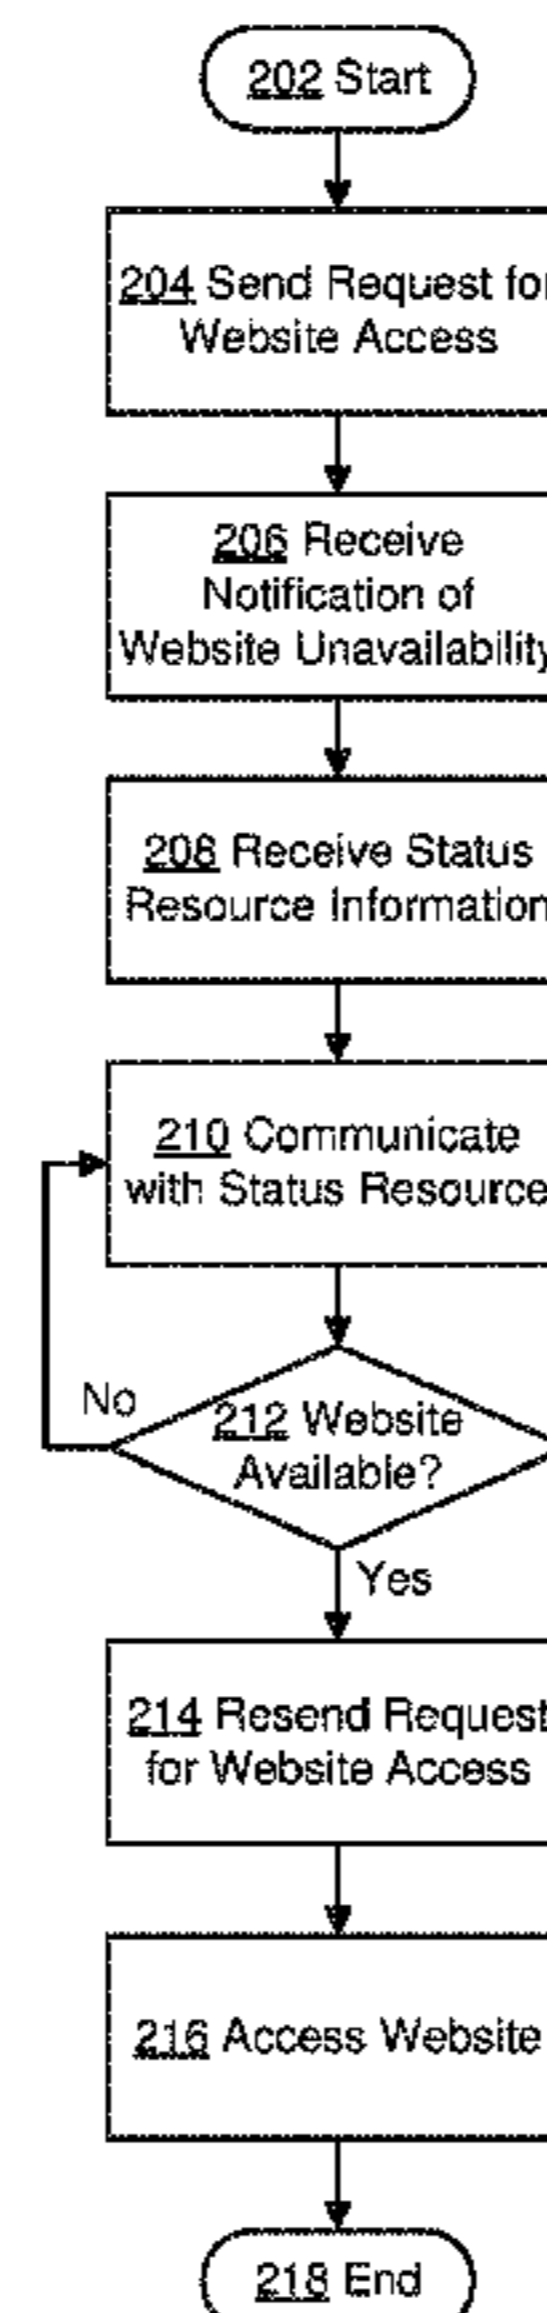 202 Start
204 Send Request for
Website Access
206 Receive
Notification of
Website Unavailability
208 Receive Status
Resource Information
210 Communicate
with Status Resource
No
212 Website
Available?
Yes
214 Resend Request
for Website Access
216 Access Website
218 End